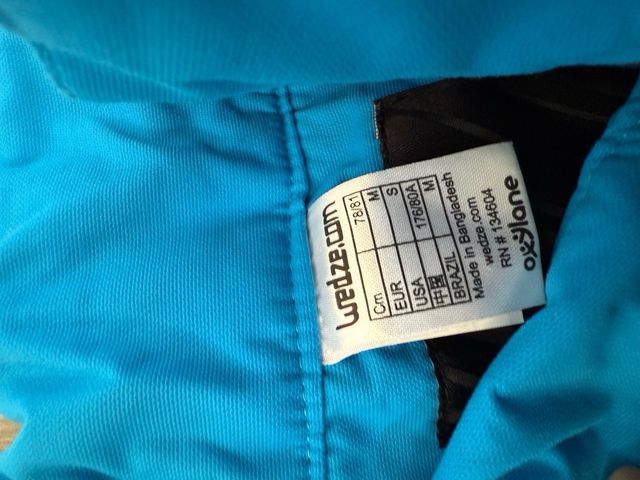 wedze.com
Cm 78/81
EUR M
USA S
中国 176/80A
BRAZIL M
Made in Bangladesh
wedze.com
RN # 134604
oxylane